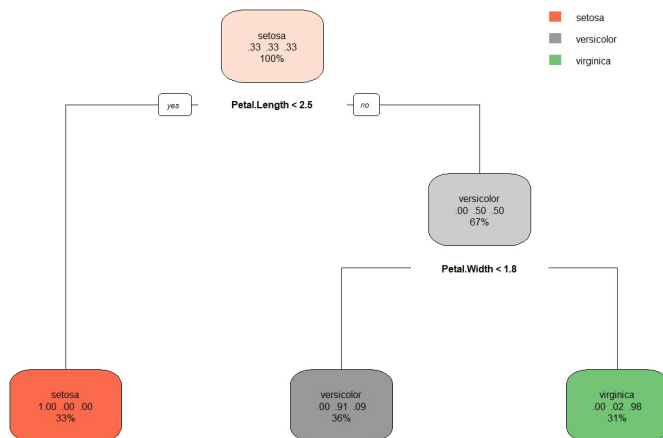 setosa
.33 .33 .33
100%
setosa
versicolor
virginica
yes
Petal.Length < 2.5
no
versicolor
.00 .50 .50
67%
Petal.Width < 1.8
setosa
1.00 .00 .00
33%
versicolor
.00 .91 .09
36%
virginica
.00 .02 .98
31%